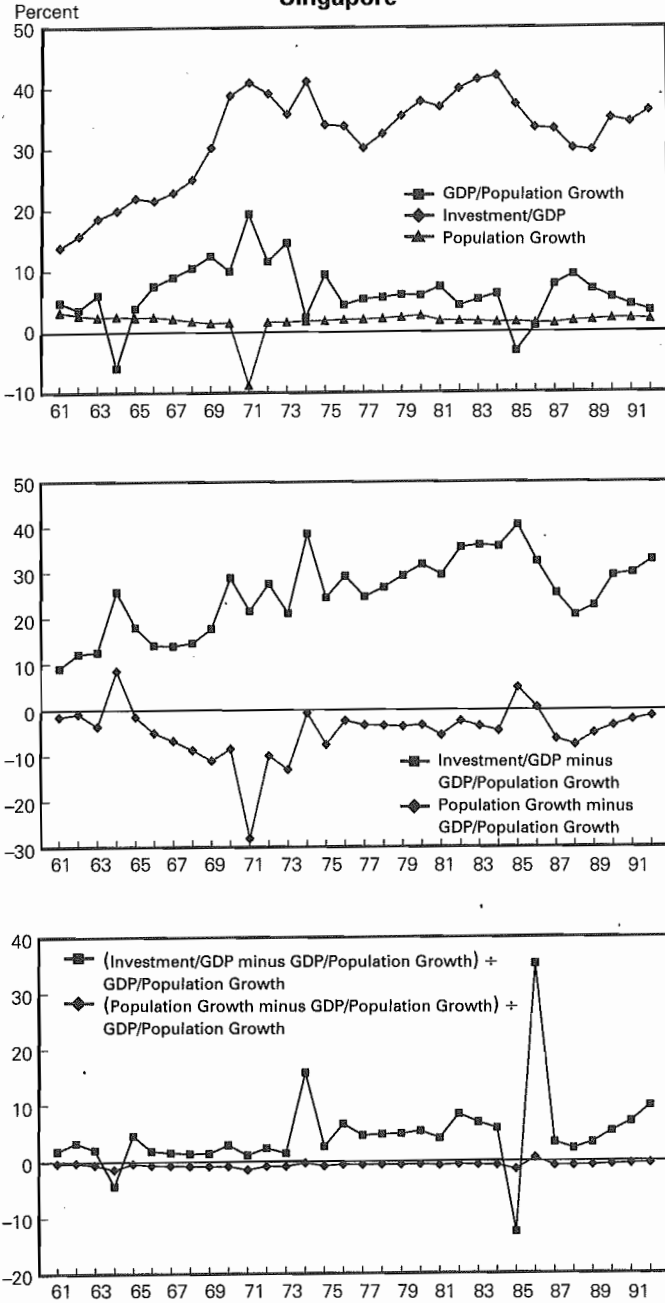 Singapore
Percent
50
40
30
20
10
0
–10
GDP/Population Growth
Investment/GDP
Population Growth
61 63 65 67 69 71 73 75 77 79 81 83 85 87 89 91
50
40
30
20
10
0
–10
–20
–30
Investment/GDP minus
GDP/Population Growth
Population Growth minus
GDP/Population Growth
61 63 65 67 69 71 73 75 77 79 81 83 85 87 89 91
40
30
20
10
0
–10
–20
(Investment/GDP minus GDP/Population Growth) ÷
GDP/Population Growth
(Population Growth minus GDP/Population Growth) ÷
GDP/Population Growth
61 63 65 67 69 71 73 75 77 79 81 83 85 87 89 91